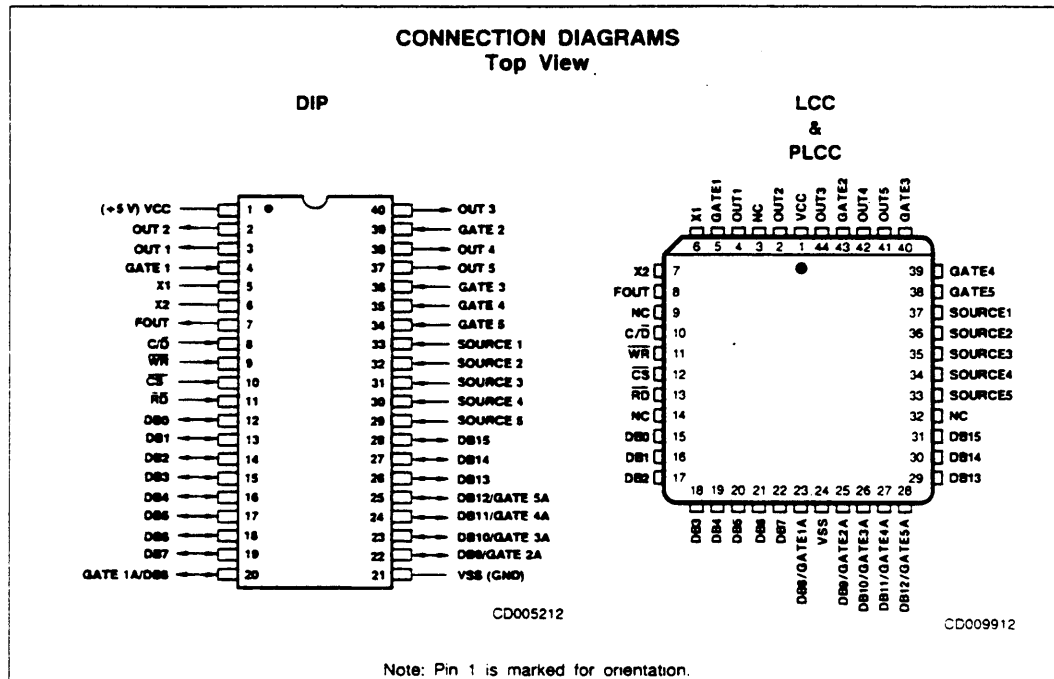 CONNECTION DIAGRAMS
Top View
DIP
(+5 V) VCC 1 40 OUT 3
OUT 2 2 39 GATE 2
OUT 1 3 38 OUT 4
GATE 1 4 37 OUT 5
X1 5 36 GATE 3
X2 6 35 GATE 4
FOUT 7 34 GATE 5
C/D̅ 8 33 SOURCE 1
W̅R̅ 9 32 SOURCE 2
C̅S̅ 10 31 SOURCE 3
R̅D̅ 11 30 SOURCE 4
DB0 12 29 SOURCE 5
DB1 13 28 DB15
DB2 14 27 DB14
DB3 15 26 DB13
DB4 16 25 DB12/GATE 5A
DB5 17 24 DB11/GATE 4A
DB6 18 23 DB10/GATE 3A
DB7 19 22 DB9/GATE 2A
GATE 1A/DB8 20 21 VSS (GND)
CD005212
LCC
&
PLCC
X1 GATE1 OUT1 NC OUT2 VCC OUT3 GATE2 OUT4 OUT5 GATE3
6 5 4 3 2 1 44 43 42 41 40
X2 7 39 GATE4
FOUT 8 38 GATE5
NC 9 37 SOURCE1
C/D̅ 10 36 SOURCE2
W̅R̅ 11 35 SOURCE3
C̅S̅ 12 34 SOURCE4
R̅D̅ 13 33 SOURCE5
NC 14 32 NC
DB0 15 31 DB15
DB1 16 30 DB14
DB2 17 29 DB13
18 19 20 21 22 23 24 25 26 27 28
DB3 DB4 DB5 DB6 DB7 DB8/GATE1A VSS DB9/GATE2A DB10/GATE3A DB11/GATE4A DB12/GATE5A
CD009912
Note: Pin 1 is marked for orientation.